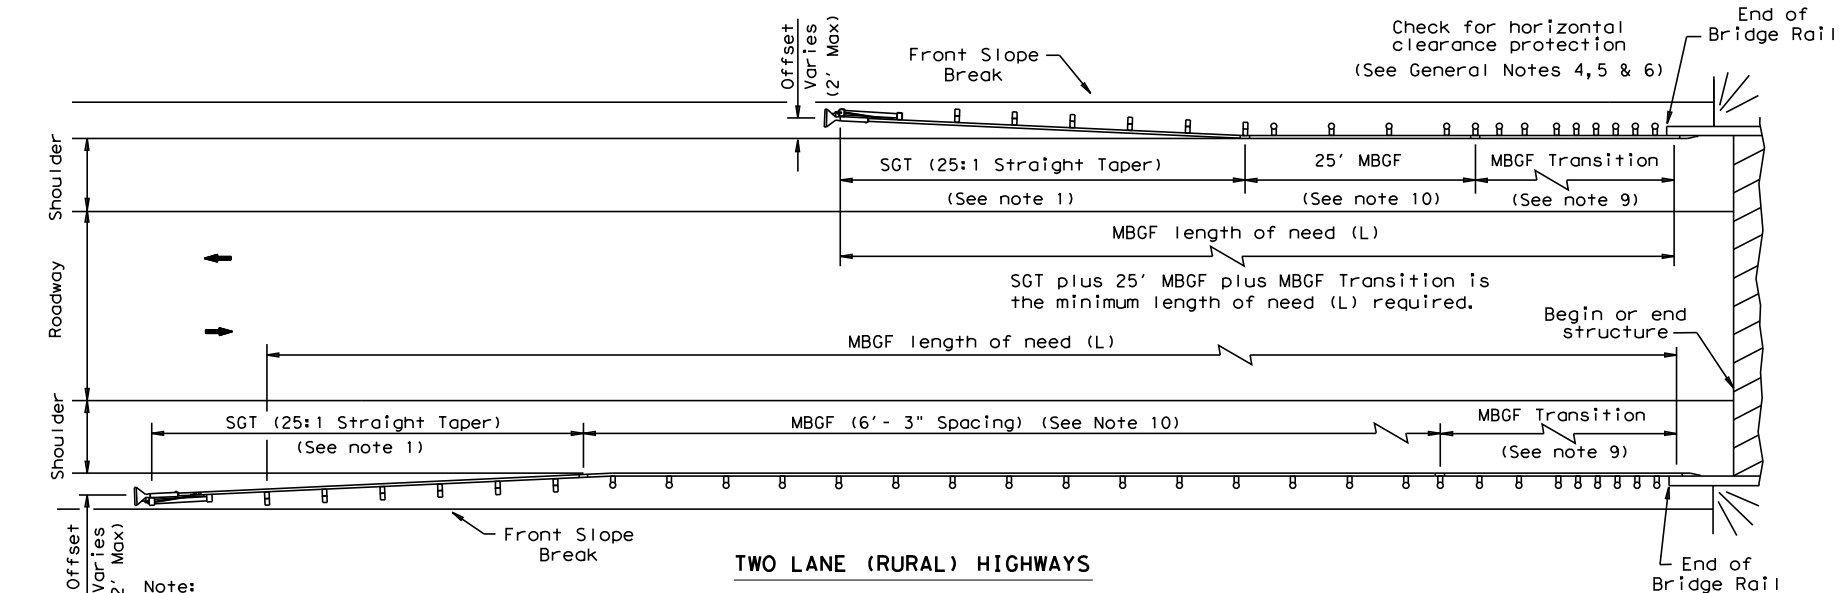 End of
Bridge Rail
Check for horizontal
clearance protection
(See General Notes 4,5 & 6)
Offset
Varies
(2' Max)
Front Slope
Break
Shoulder
SGT (25:1 Straight Taper)
25' MBGF
MBGF Transition
(See note 1)
(See note 10)
(See note 9)
MBGF length of need (L)
Roadway
SGT plus 25' MBGF plus MBGF Transition is
the minimum length of need (L) required.
Begin or end
structure
MBGF length of need (L)
Shoulder
SGT (25:1 Straight Taper)
MBGF (6'- 3" Spacing) (See Note 10)
MBGF Transition
(See note 1)
(See note 9)
Offset
Varies
2' Max)
Front Slope
Break
TWO LANE (RURAL) HIGHWAYS
End of
Bridge Rail
Note: